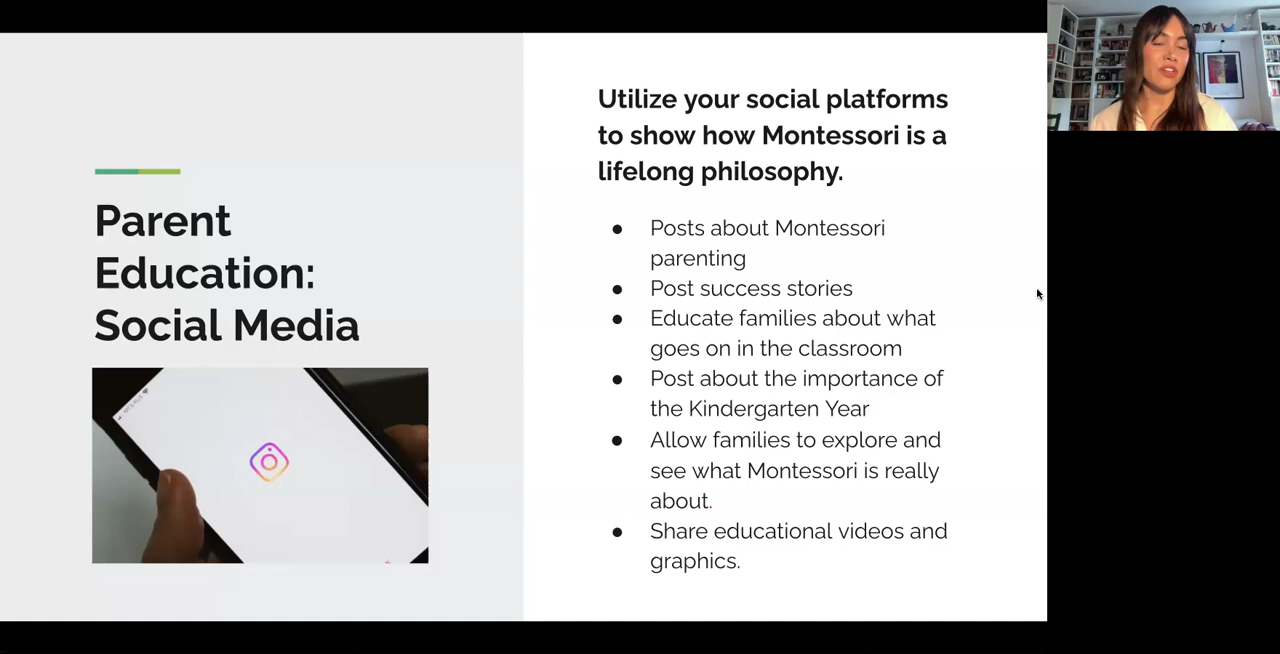 Parent
Education:
Social Media
Utilize your social platforms
to show how Montessori is a
lifelong philosophy.
● Posts about Montessori
parenting
● Post success stories
● Educate families about what
goes on in the classroom
● Post about the importance of
the Kindergarten Year
● Allow families to explore and
see what Montessori is really
about.
● Share educational videos and
graphics.